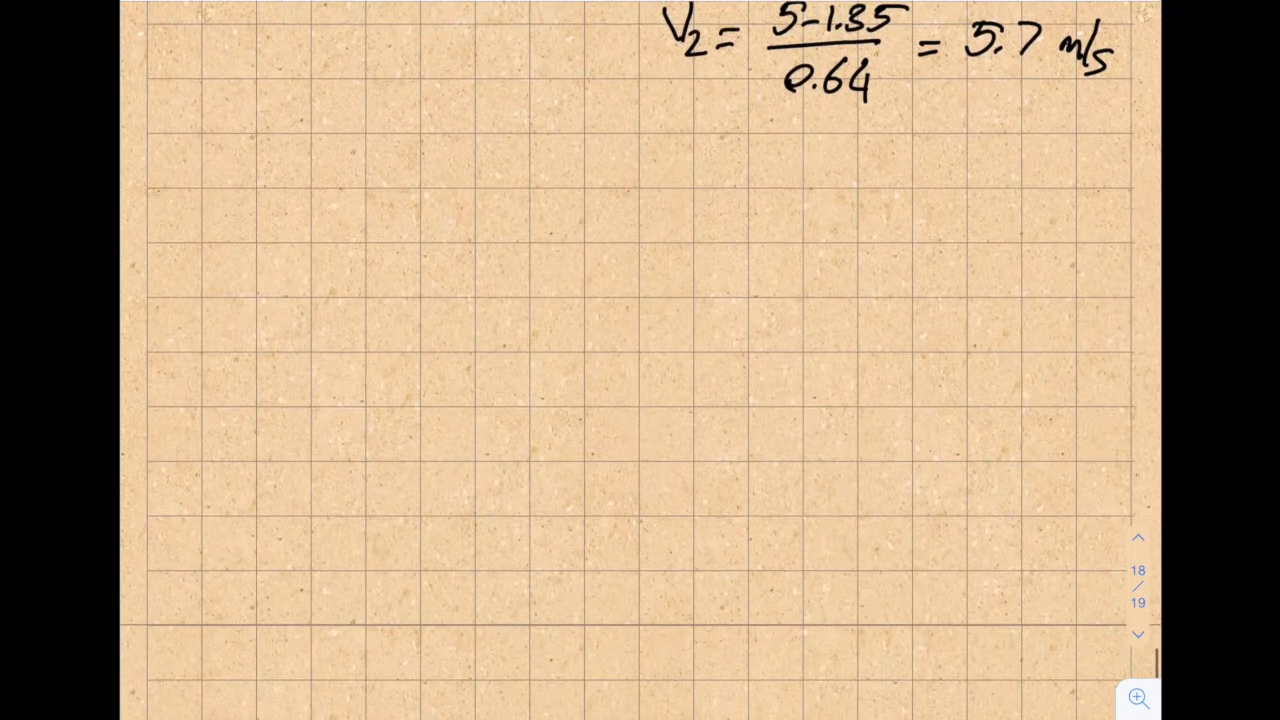 V2 = 5-1.35 / 0.64 = 5.7 m/s
18
/
19